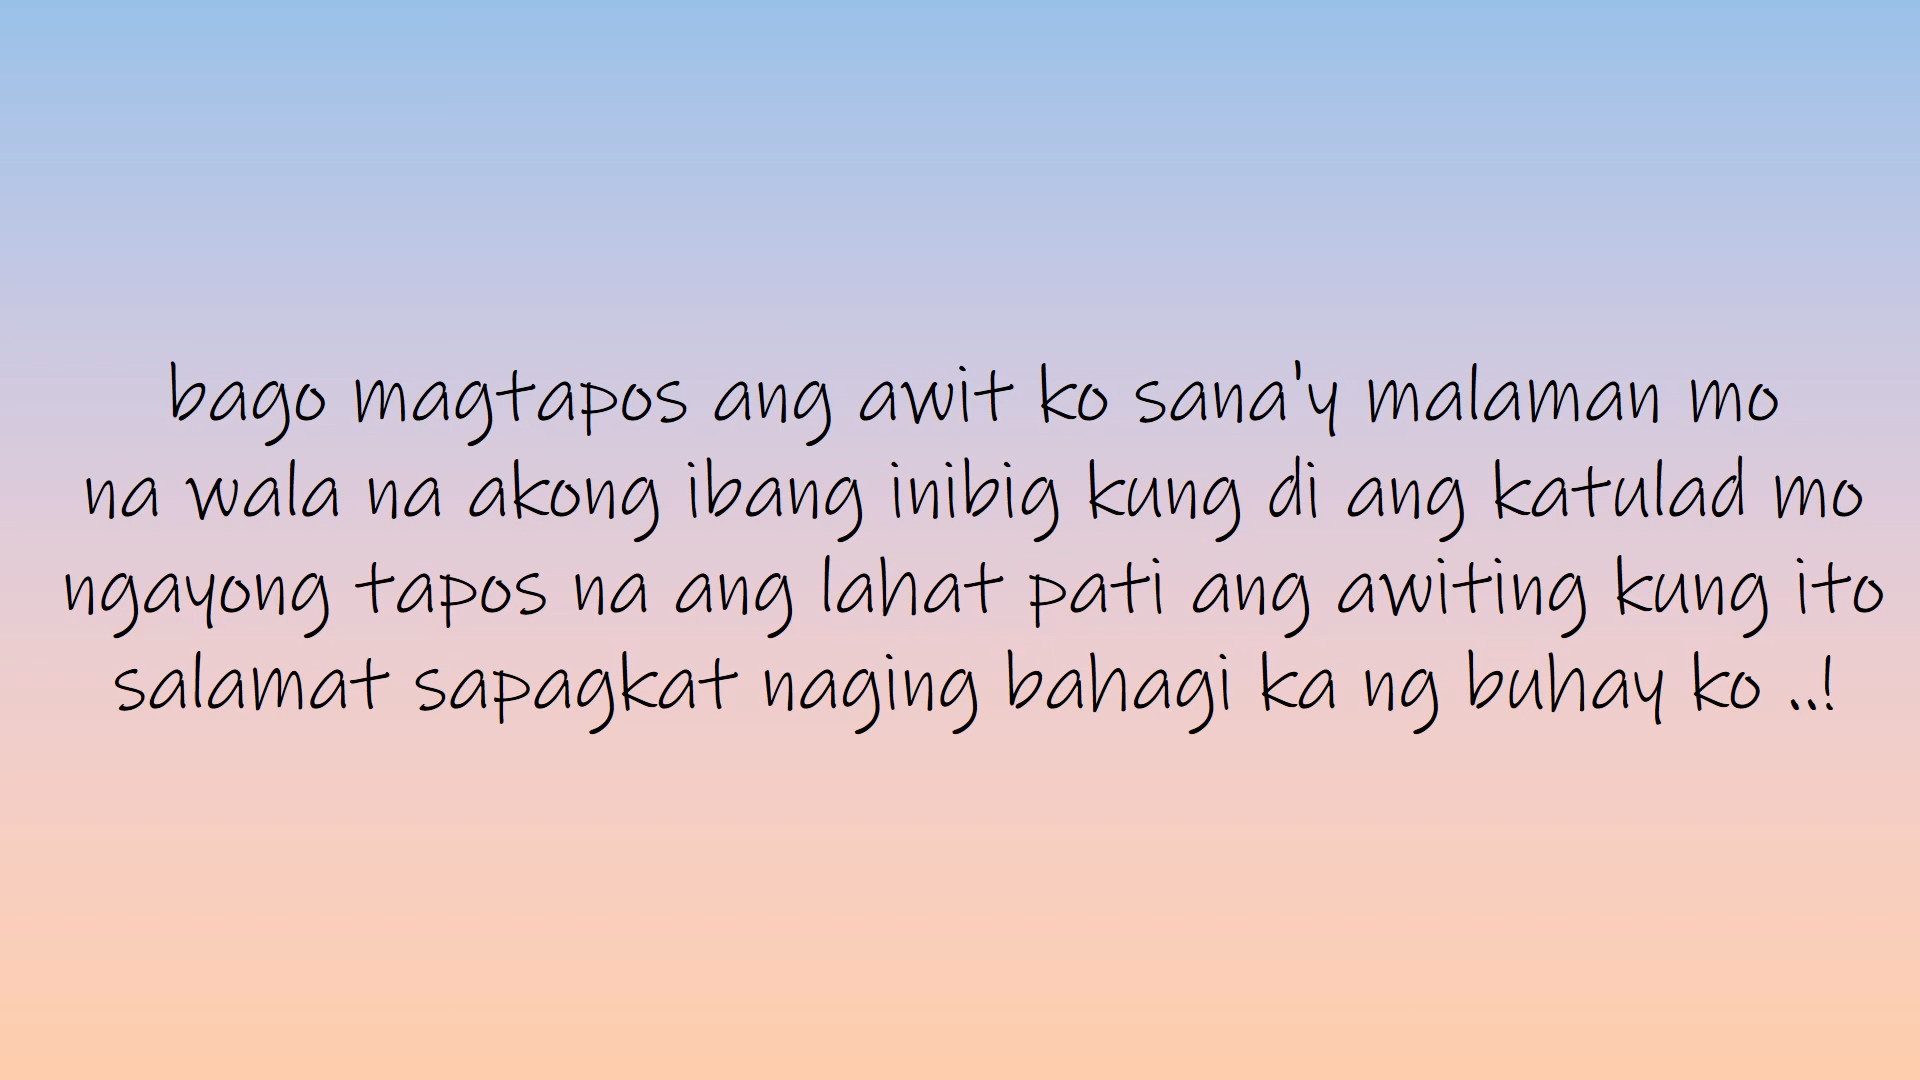 bago magtapos ang awit ko sana'y malaman mo
na wala na akong ibang inibig kung di ang katulad mo
ngayong tapos na ang lahat pati ang awiting kung ito
salamat sapagkat naging bahagi ka ng buhay ko ..!